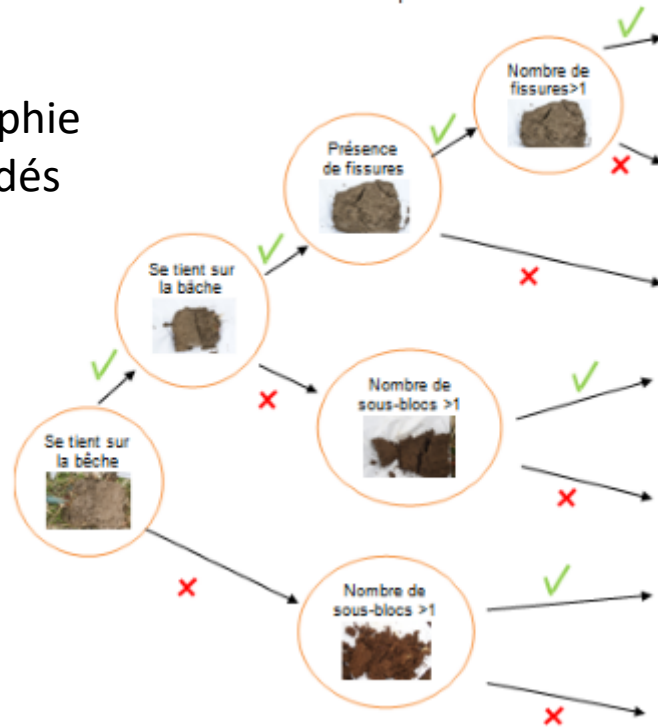 phie
dés
Nombre de
fissures>1
Présence
de fissures
Se tient sur
la bâche
Nombre de
sous-blocs >1
Se tient sur
la bêche
Nombre de
sous-blocs >1